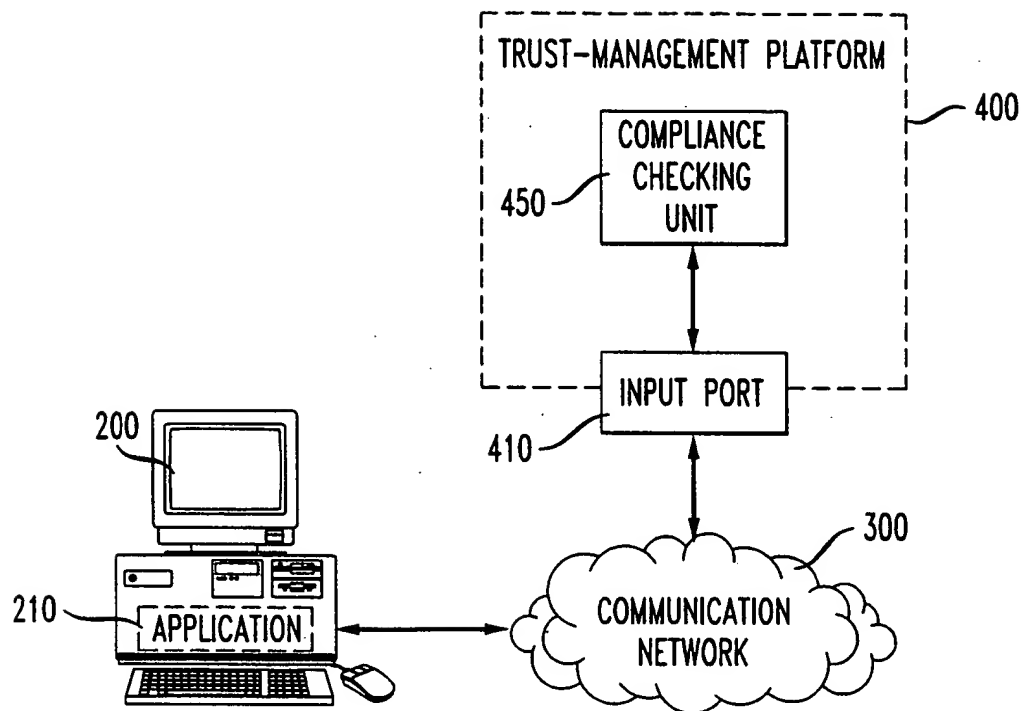 TRUST-MANAGEMENT PLATFORM
400
COMPLIANCE
CHECKING
UNIT
450
INPUT PORT
410
200
300
210
APPLICATION
COMMUNICATION
NETWORK